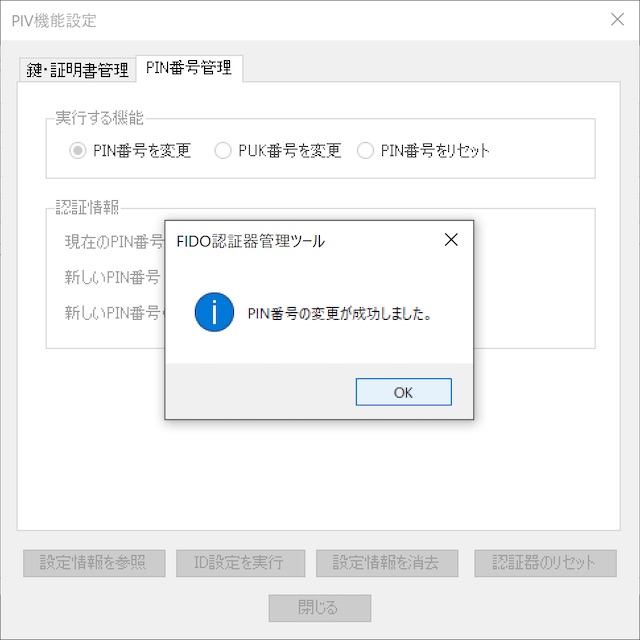 PIV機能設定
鍵・証明書管理
PIN番号管理
実行する機能
PIN番号を変更
PUK番号を変更
PIN番号をリセット
認証情報
現在のPIN番号
新しいPIN番号
新しいPIN番号
FIDO認証器管理ツール
PIN番号の変更が成功しました。
OK
設定情報を参照
ID設定を実行
設定情報を消去
認証器のリセット
閉じる